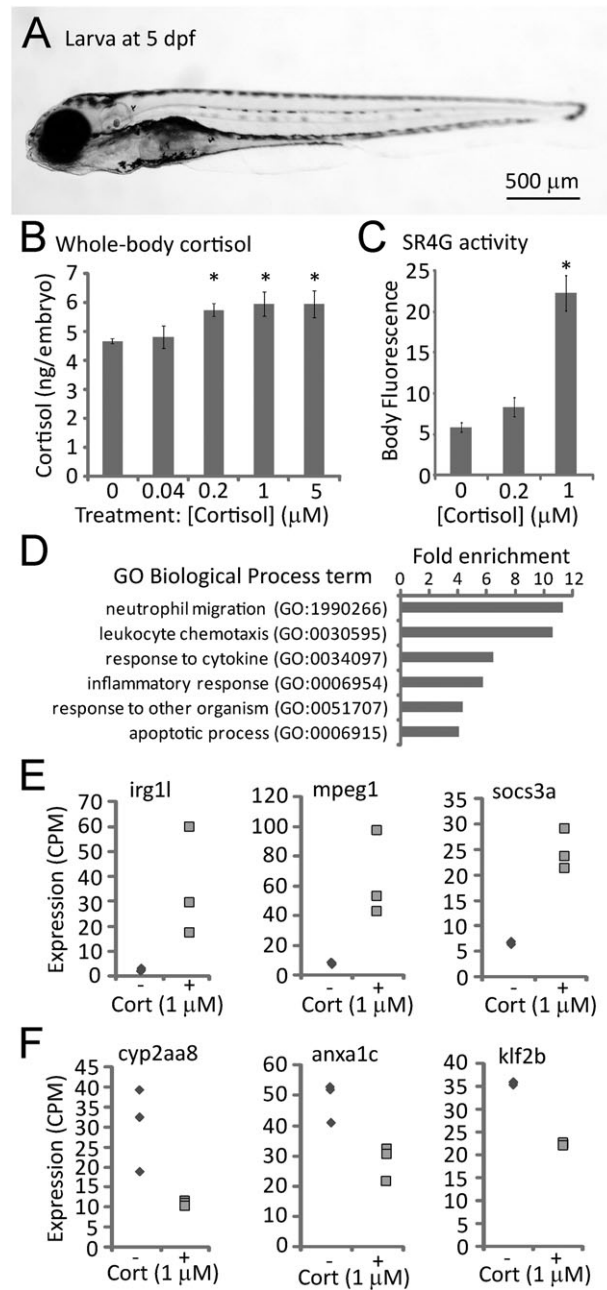 A Larva at 5 dpf
500 μm
B Whole-body cortisol
Cortisol (ng/embryo)
7
6
5
4
3
2
1
0
* * *
0 0.04 0.2 1 5
Treatment: [Cortisol] (μM)
C SR4G activity
Body Fluorescence
25
20
15
10
5
0
*
0 0.2 1
[Cortisol] (μM)
D
Fold enrichment
GO Biological Process term
0 2 4 6 8 10 12
neutrophil migration (GO:1990266)
leukocyte chemotaxis (GO:0030595)
response to cytokine (GO:0034097)
inflammatory response (GO:0006954)
response to other organism (GO:0051707)
apoptotic process (GO:0006915)
E
Expression (CPM)
irg1l
70
60
50
40
30
20
10
0
- +
Cort (1 μM)
mpeg1
120
100
80
60
40
20
0
- +
Cort (1 μM)
socs3a
35
30
25
20
15
10
5
0
- +
Cort (1 μM)
F
Expression (CPM)
cyp2aa8
45
40
35
30
25
20
15
10
5
0
- +
Cort (1 μM)
anxa1c
60
50
40
30
20
10
0
- +
Cort (1 μM)
klf2b
40
35
30
25
20
15
10
5
0
- +
Cort (1 μM)